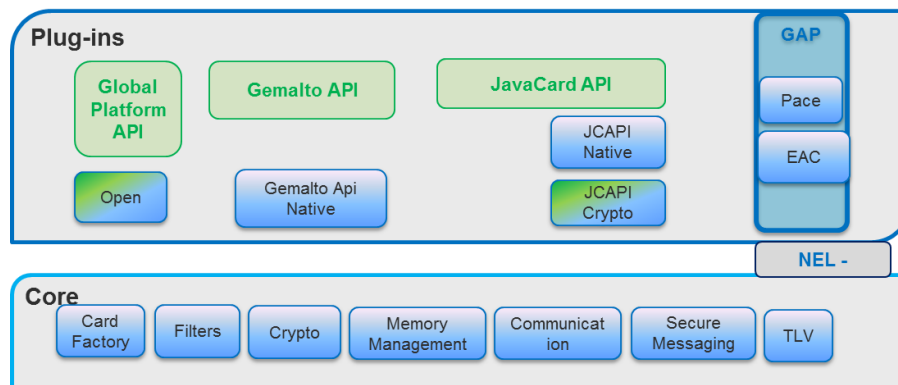 Plug-ins
GAP
Global
Platform
API
Gemalto API
JavaCard API
Pace
JCAPI
Native
EAC
Open
Gemalto Api
Native
JCAPI
Crypto
NEL -
Core
Card
Factory
Filters
Crypto
Memory
Management
Communicat
ion
Secure
Messaging
TLV